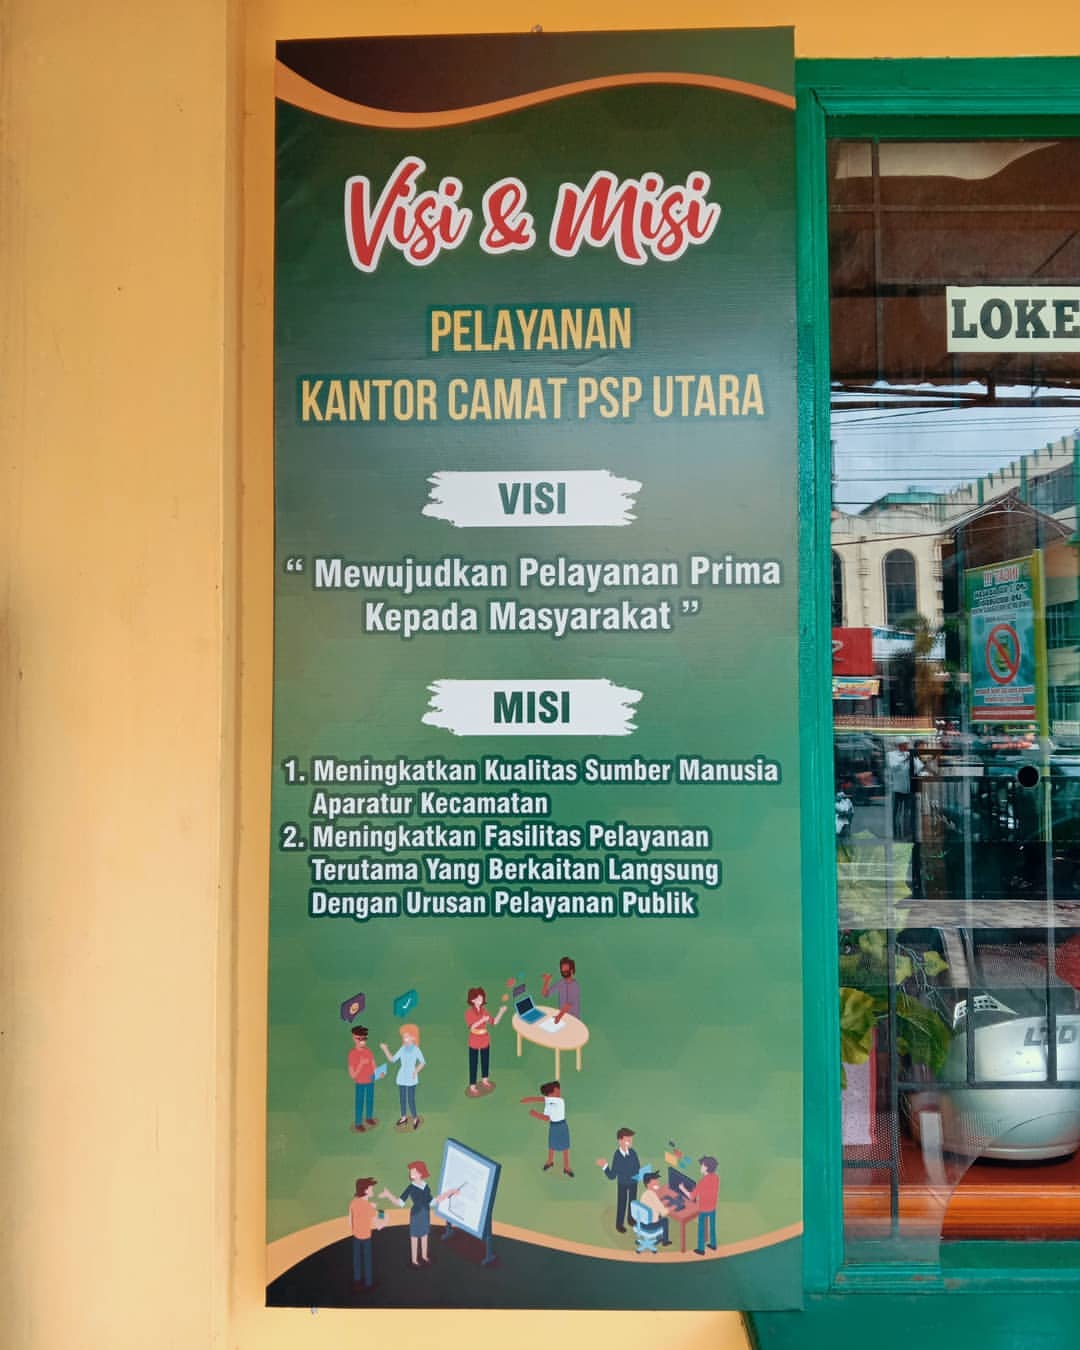 Visi & Misi
PELAYANAN
KANTOR CAMAT PSP UTARA
VISI
“ Mewujudkan Pelayanan Prima
Kepada Masyarakat ”
MISI
1. Meningkatkan Kualitas Sumber Manusia
Aparatur Kecamatan
2. Meningkatkan Fasilitas Pelayanan
Terutama Yang Berkaitan Langsung
Dengan Urusan Pelayanan Publik
LOKE